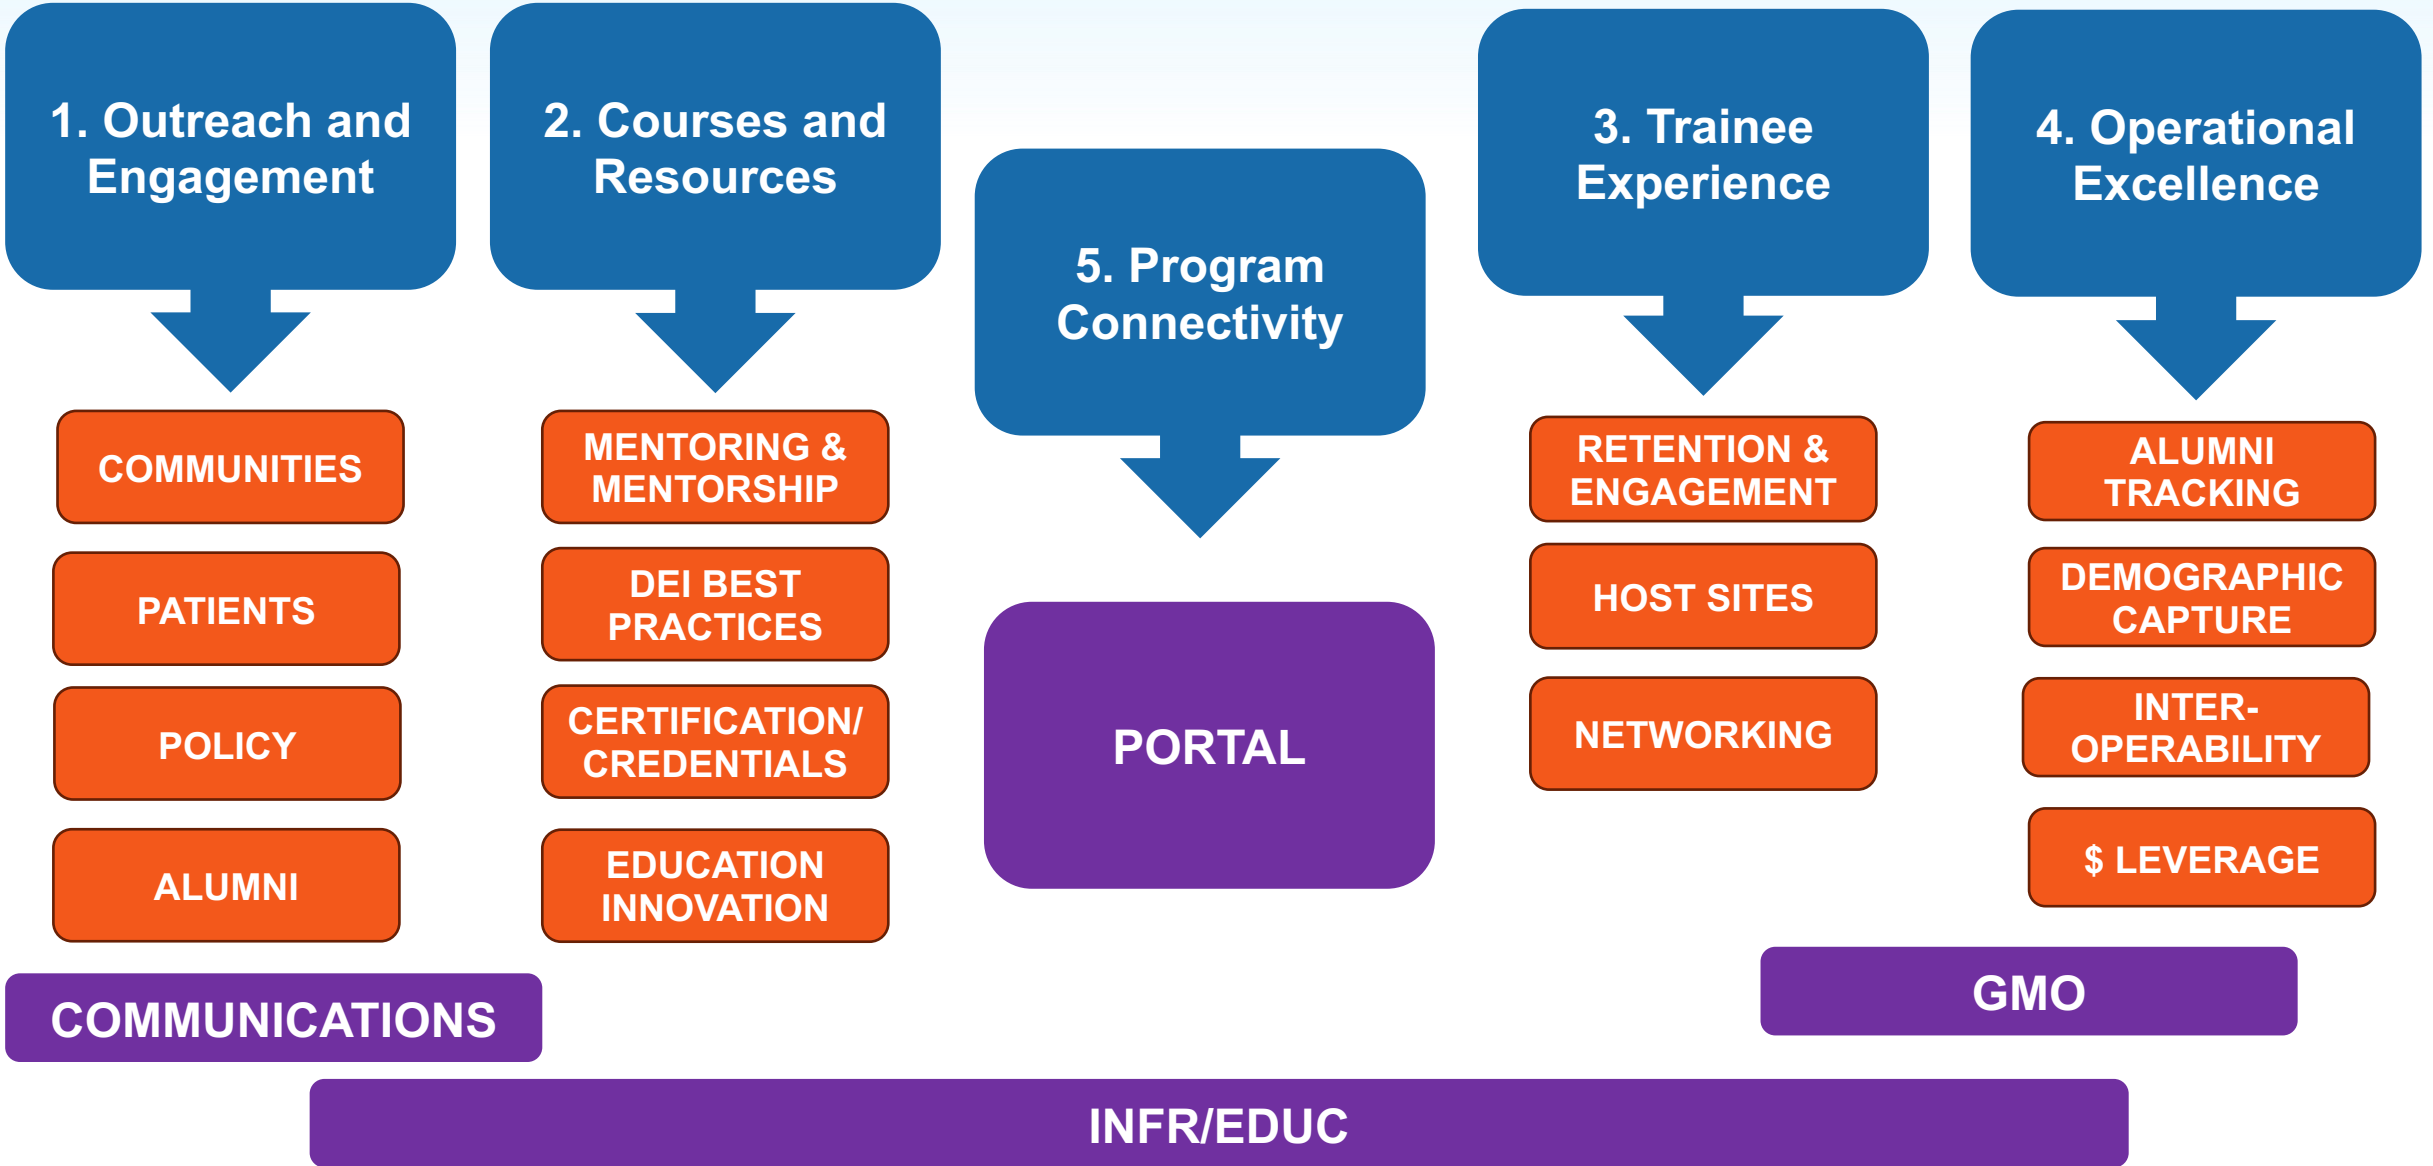 1. Outreach and
Engagement
COMMUNITIES
PATIENTS
POLICY
ALUMNI
2. Courses and
Resources
MENTORING &
MENTORSHIP
DEI BEST
PRACTICES
CERTIFICATION/
CREDENTIALS
EDUCATION
INNOVATION
5. Program
Connectivity
PORTAL
3. Trainee
Experience
RETENTION &
ENGAGEMENT
HOST SITES
NETWORKING
4. Operational
Excellence
ALUMNI
TRACKING
DEMOGRAPHIC
CAPTURE
INTER-
OPERABILITY
$ LEVERAGE
COMMUNICATIONS
GMO
INFR/EDUC